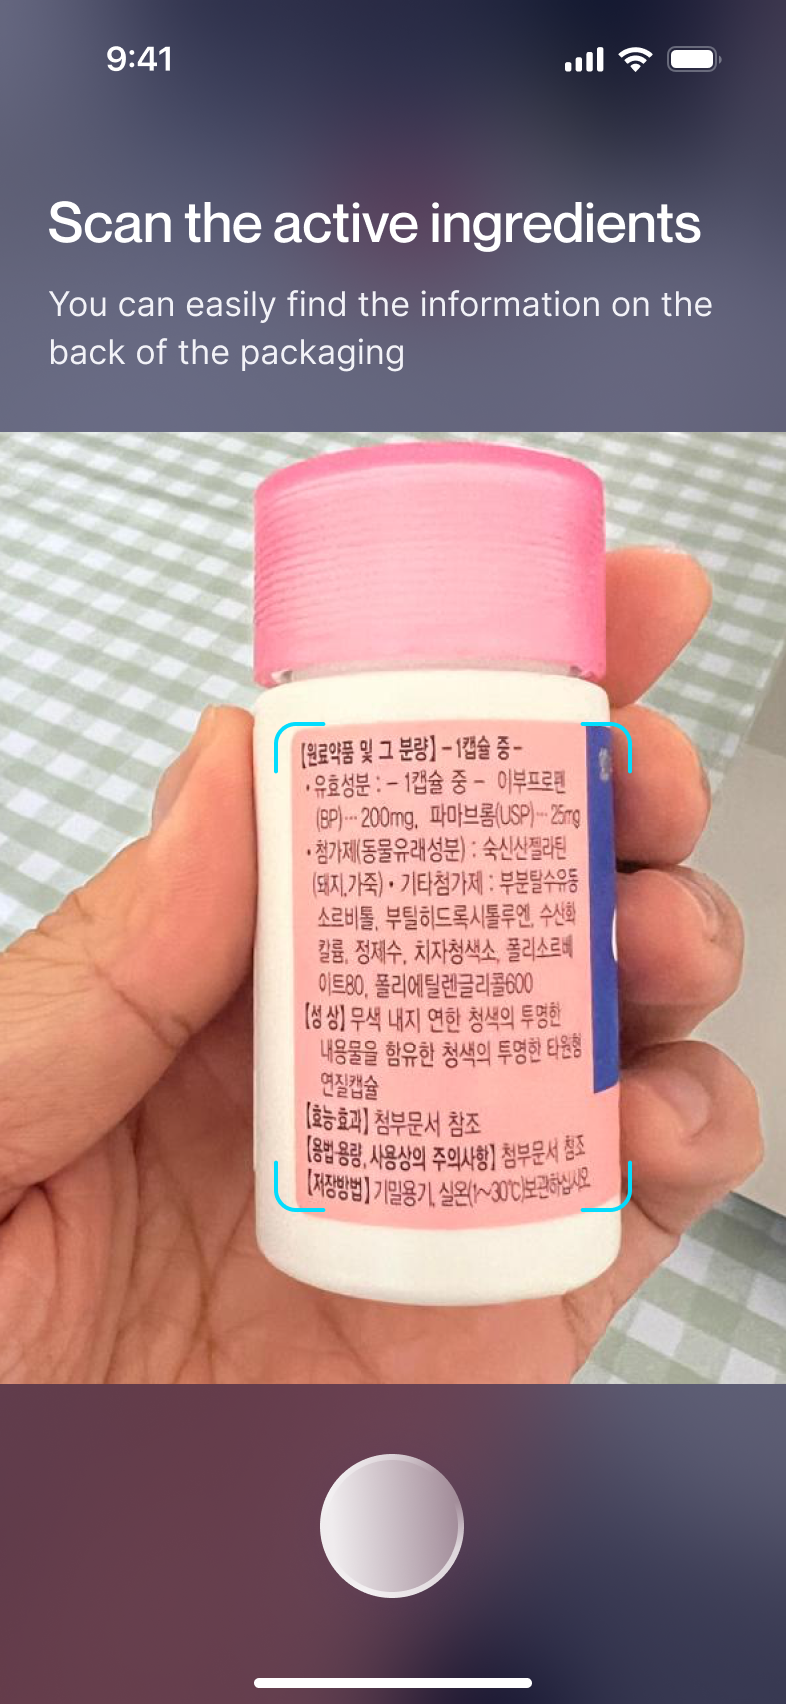 9:41
Scan the active ingredients
You can easily find the information on the
back of the packaging
【원료약품 및 그 분량】 -1캡슐 중-
•유효성분 : - 1캡슐 중 - 이부프로펜
(BP)··· 200mg, 파마브롬(USP)··· 25mg
•첨가제(동물유래성분) : 숙신산젤라틴
(돼지,가죽) • 기타첨가제 : 부분탈수유동
소르비톨, 부틸히드록시톨루엔, 수산화
칼륨, 정제수, 치자청색소, 폴리소르베
이트80, 폴리에틸렌글리콜600
【성 상】 무색 내지 연한 청색의 투명한
내용물을 함유한 청색의 투명한 타원형
연질캡슐
【효능·효과】 첨부문서 참조
【용법·용량, 사용상의 주의사항】 첨부문서 참조
【저장방법】 기밀용기, 실온(1~30℃)보관하십시오